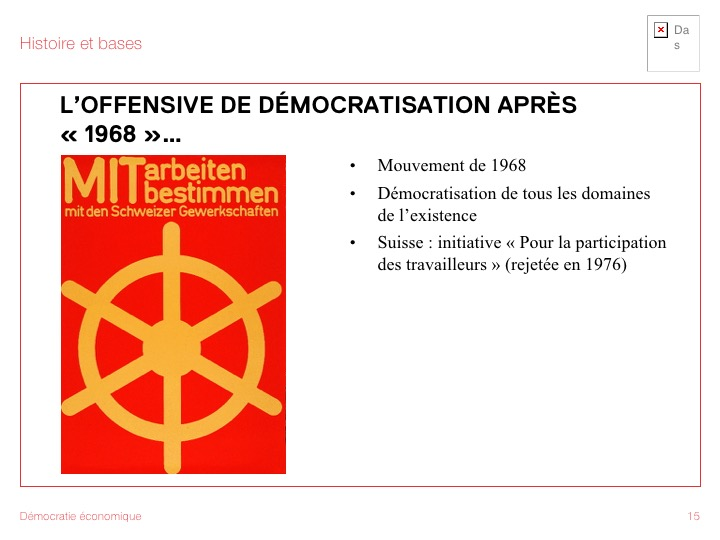 Histoire et bases
Da
s
L’OFFENSIVE DE DÉMOCRATISATION APRÈS
« 1968 »...
MITarbeiten
bestimmen
mit den Schweizer Gewerkschaften
• Mouvement de 1968
• Démocratisation de tous les domaines
de l’existence
• Suisse : initiative « Pour la participation
des travailleurs » (rejetée en 1976)
Démocratie économique
15